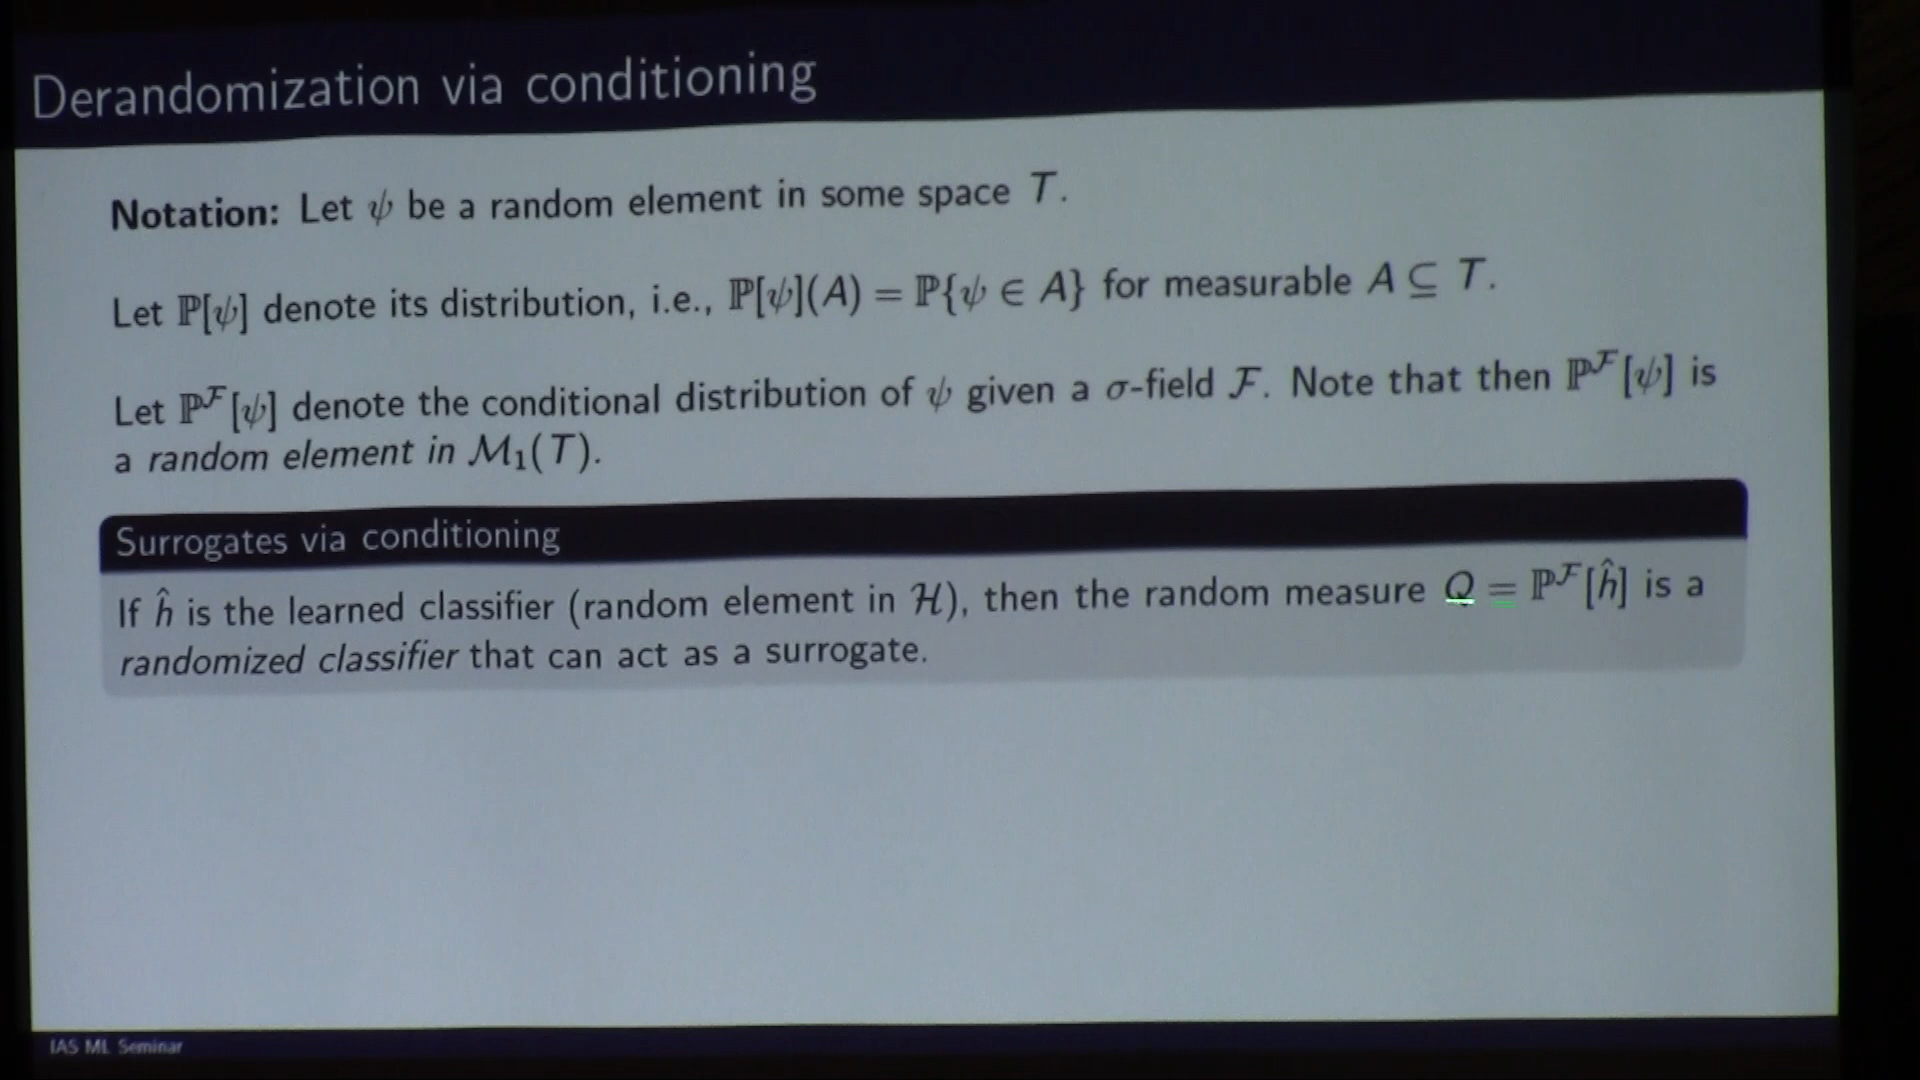 Derandomization via conditioning
Notation: Let ψ be a random element in some space T.
Let ℙ[ψ] denote its distribution, i.e., ℙ[ψ](A) = ℙ{ψ ∈ A} for measurable A ⊆ T.
Let ℙ^ℱ[ψ] denote the conditional distribution of ψ given a σ-field ℱ. Note that then ℙ^ℱ[ψ] is
a random element in ℳ₁(T).
Surrogates via conditioning
If ĥ is the learned classifier (random element in ℋ), then the random measure Q = ℙ^ℱ[ĥ] is a
randomized classifier that can act as a surrogate.
IAS ML Seminar